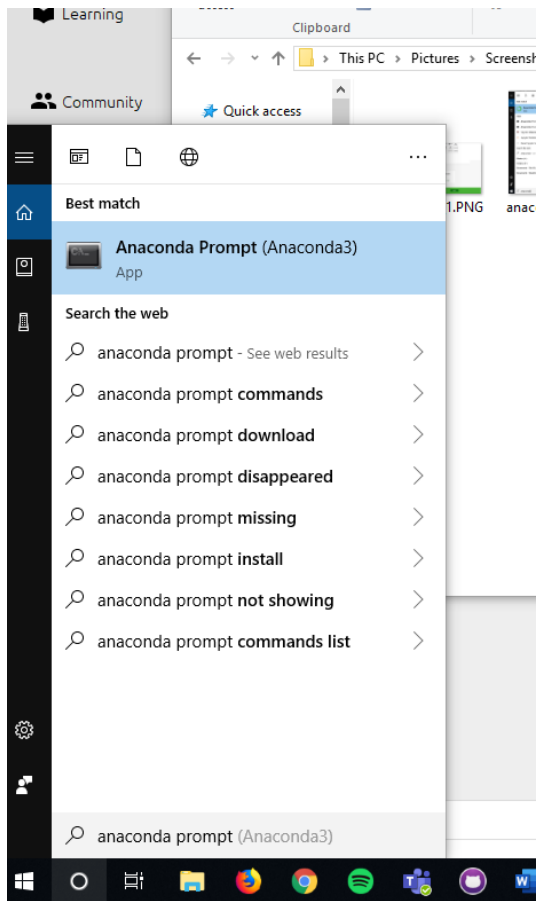 Learning
Clipboard
This PC > Pictures > Screensh
Community
Quick access
Best match
1.PNG
anac
Anaconda Prompt (Anaconda3)
App
Search the web
anaconda prompt - See web results
anaconda prompt commands
anaconda prompt download
anaconda prompt disappeared
anaconda prompt missing
anaconda prompt install
anaconda prompt not showing
anaconda prompt commands list
anaconda prompt (Anaconda3)